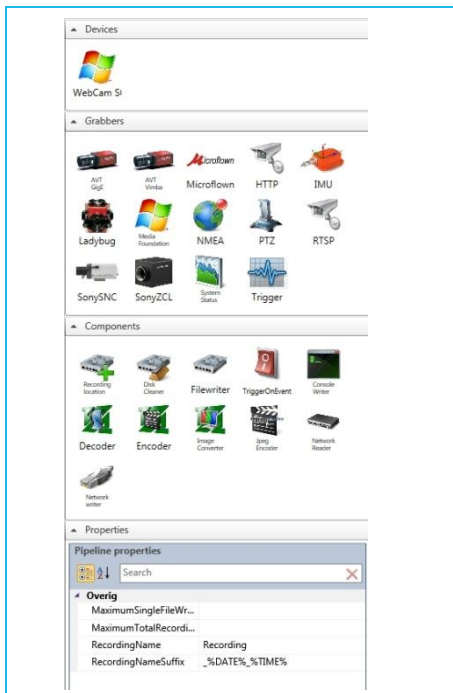 Devices
WebCam S
Grabbers
AVT GigE
AVT Vimba
Microflown
Microflown
HTTP
IMU
Ladybug
Media Foundation
NMEA
PTZ
RTSP
SonySNC
SonyZCL
System Status
Trigger
Components
Recording location
Disk Cleaner
Filewriter
TriggerOnEvent
Console Writer
Decoder
Encoder
Image Converter
Jpeg Encoder
Network Reader
Network writer
Properties
Pipeline properties
Search
Overig
MaximumSingleFileWr...
MaximumTotalRecordi...
RecordingName Recording
RecordingNameSuffix _%DATE%_%TIME%